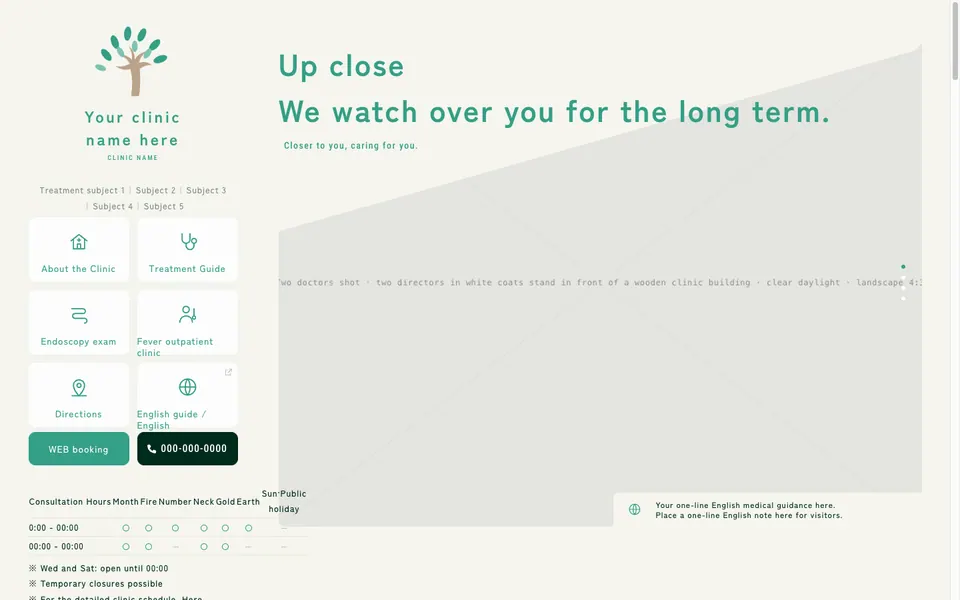 Your clinic
name here
CLINIC NAME
Treatment subject 1 | Subject 2 | Subject 3
| Subject 4 | Subject 5
About the Clinic
Treatment Guide
Endoscopy exam
Fever outpatient
clinic
Directions
English guide /
English
WEB booking
000-000-0000
Consultation Hours Month Fire Number Neck Gold Earth Sun·Public
holiday
0:00 - 00:00 ○ ○ ○ ○ ○ ○ —
00:00 - 00:00 ○ ○ — ○ ○ — —
※ Wed and Sat: open until 00:00
※ Temporary closures possible
※ For the detailed clinic schedule, Here
Up close
We watch over you for the long term.
Closer to you, caring for you.
Two doctors shot · two directors in white coats stand in front of a wooden clinic building · clear daylight · landscape 4:3
Your one-line English medical guidance here.
Place a one-line English note here for visitors.